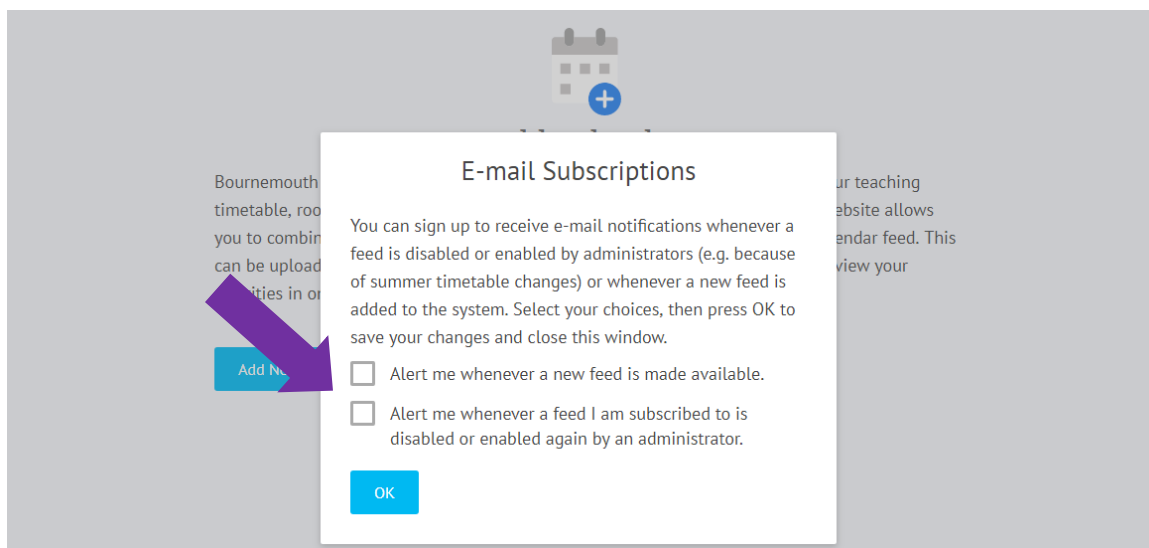 E-mail Subscriptions
Bournemouth
ur teaching
timetable, roo
ebsite allows
you to combin
endar feed. This
can be upload
view your
ities in or
You can sign up to receive e-mail notifications whenever a
feed is disabled or enabled by administrators (e.g. because
of summer timetable changes) or whenever a new feed is
added to the system. Select your choices, then press OK to
save your changes and close this window.
Add N
Alert me whenever a new feed is made available.
Alert me whenever a feed I am subscribed to is
disabled or enabled again by an administrator.
OK